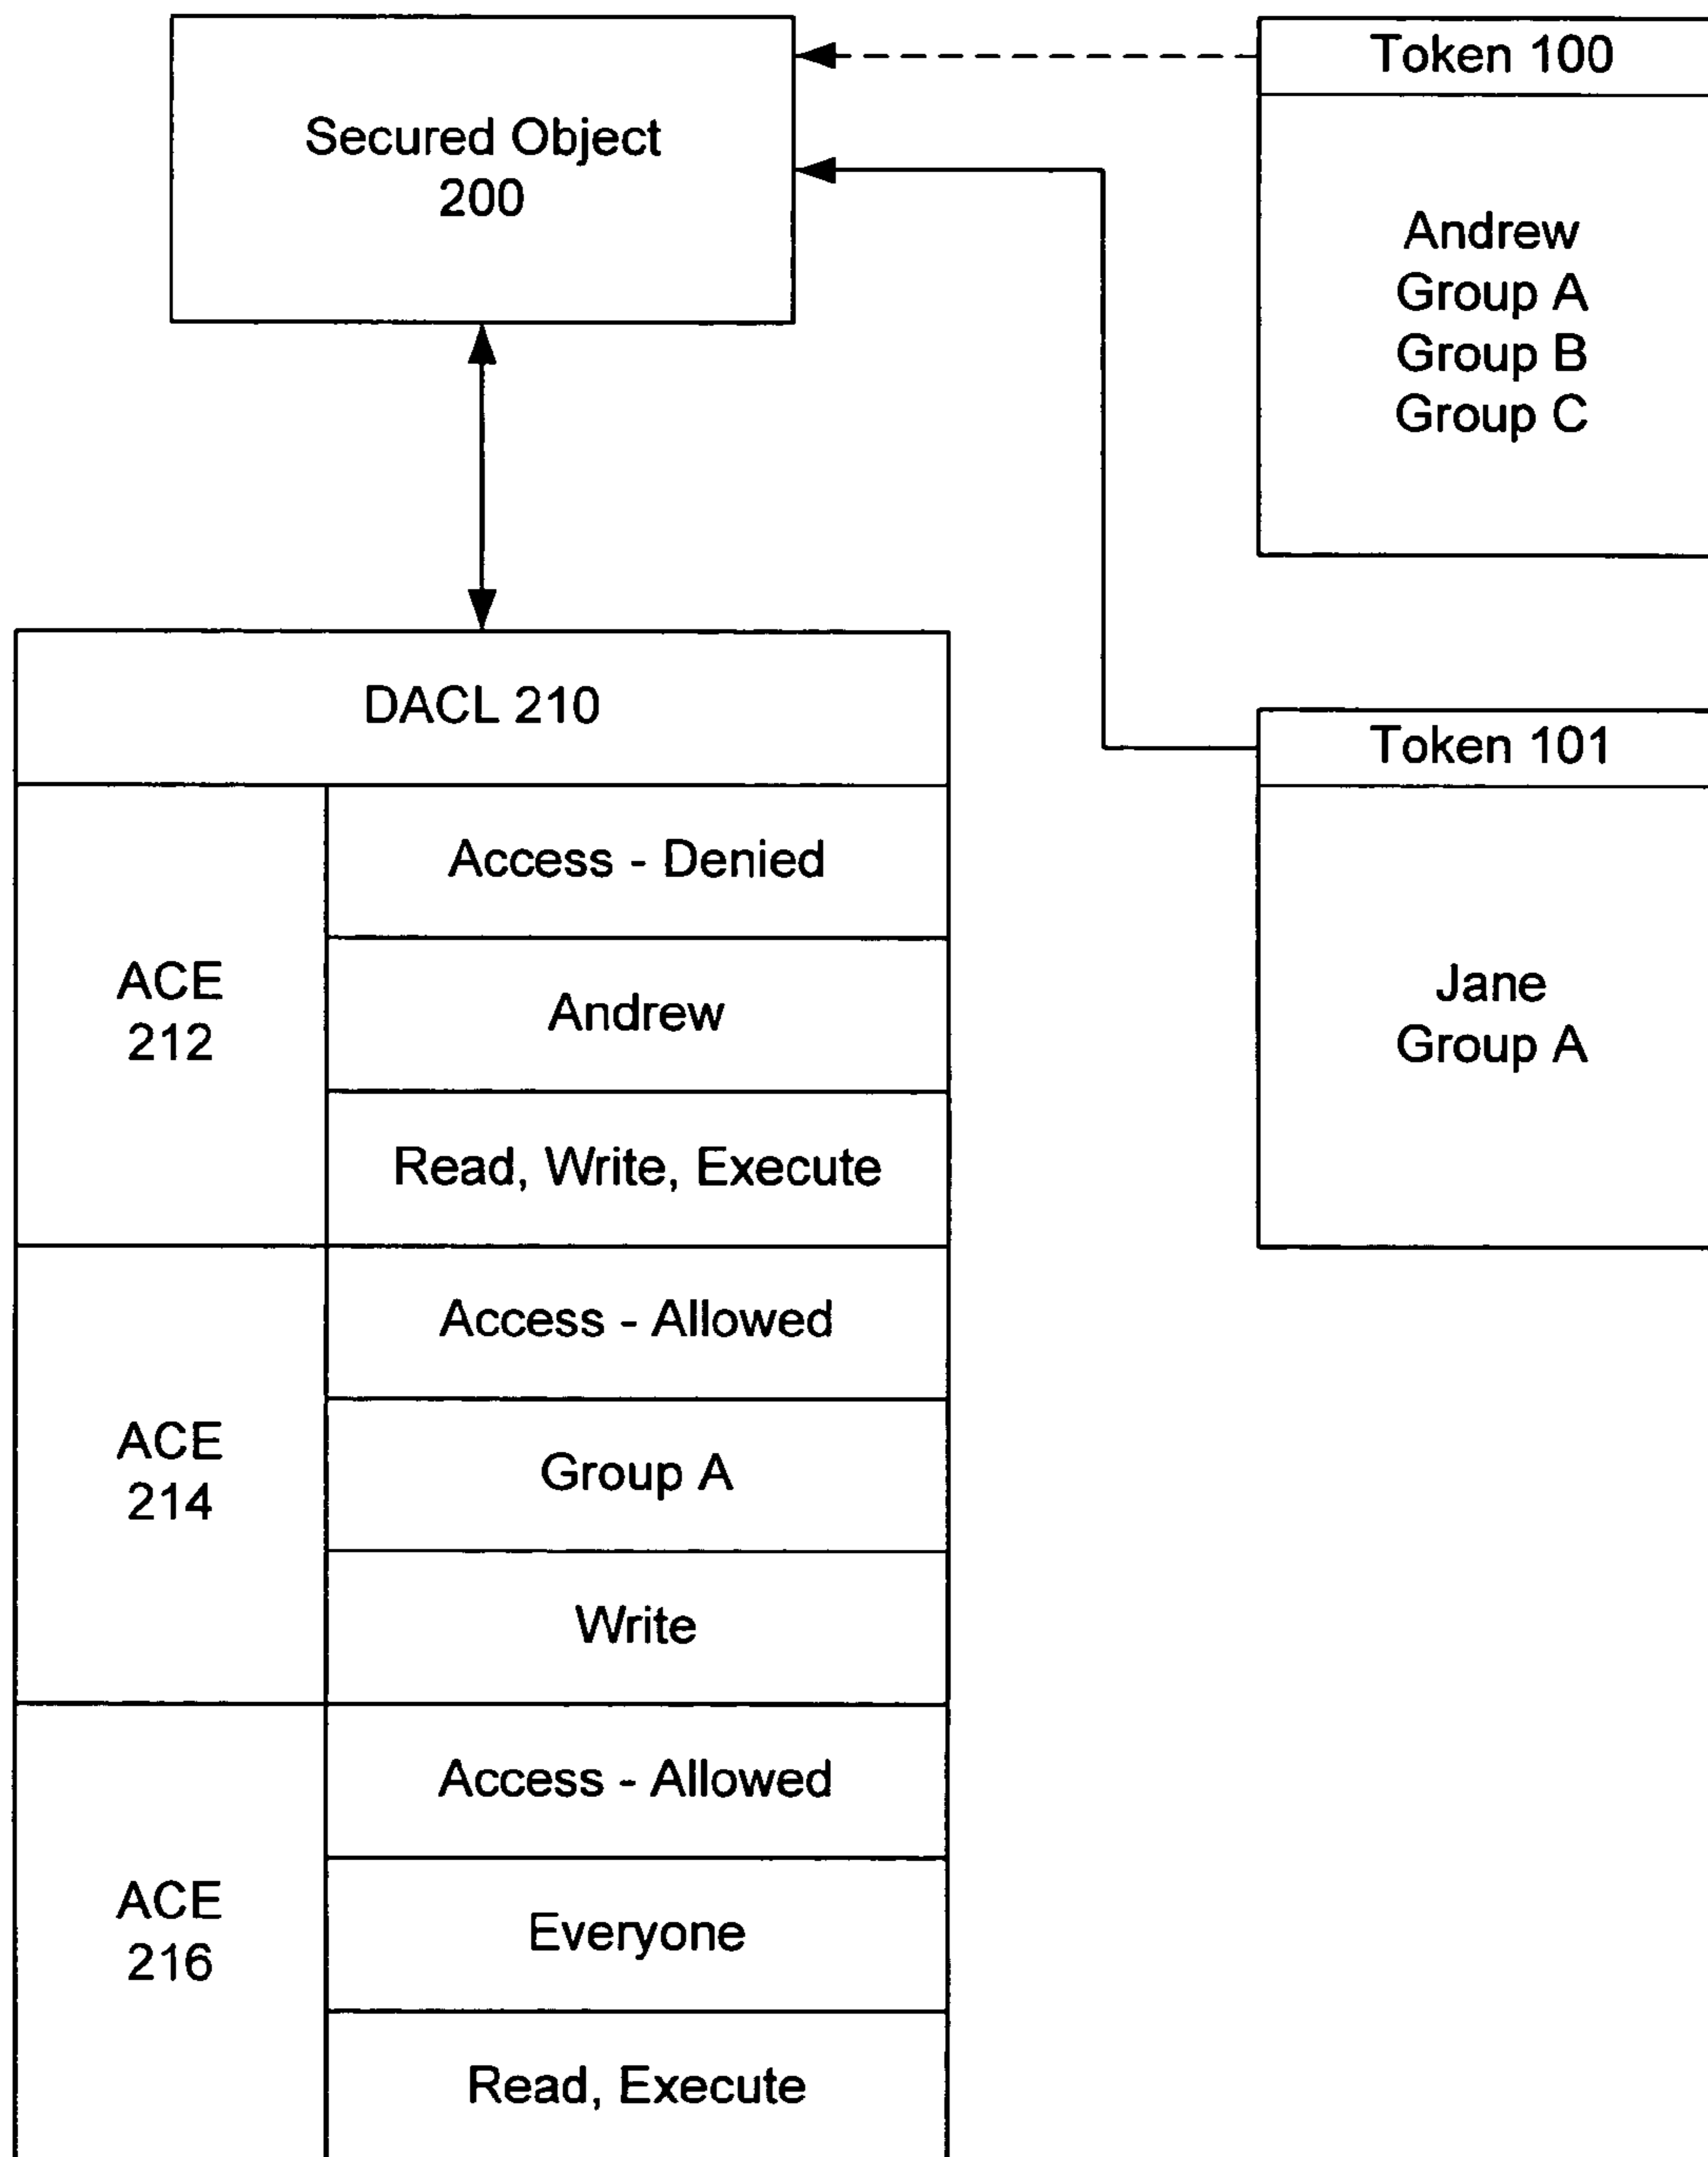 Secured Object
200
Token 100
Andrew
Group A
Group B
Group C
Token 101
Jane
Group A
DACL 210
ACE
212
Access - Denied
Andrew
Read, Write, Execute
ACE
214
Access - Allowed
Group A
Write
ACE
216
Access - Allowed
Everyone
Read, Execute